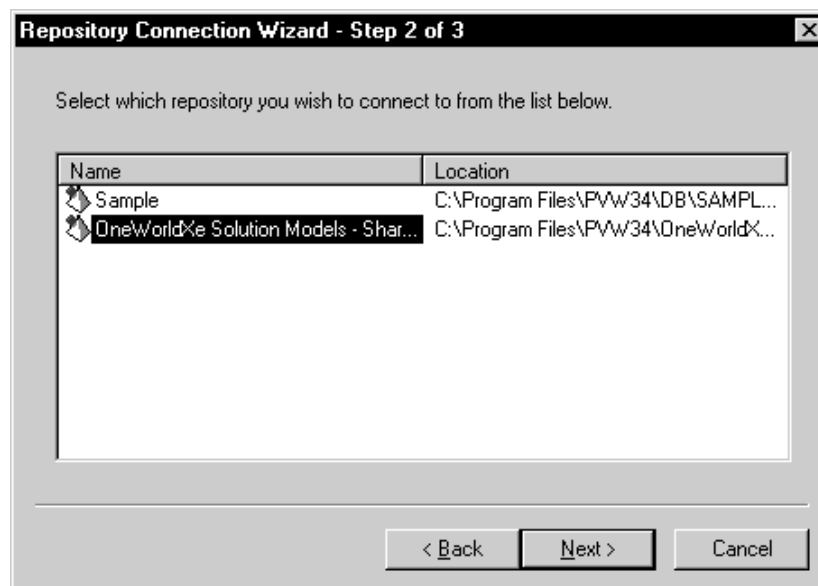 Repository Connection Wizard - Step 2 of 3
Select which repository you wish to connect to from the list below.
Name Location
Sample C:\Program Files\PVW34\DB\SAMPL...
OneWorldXe Solution Models - Shar... C:\Program Files\PVW34\OneWorldX...
< Back Next > Cancel